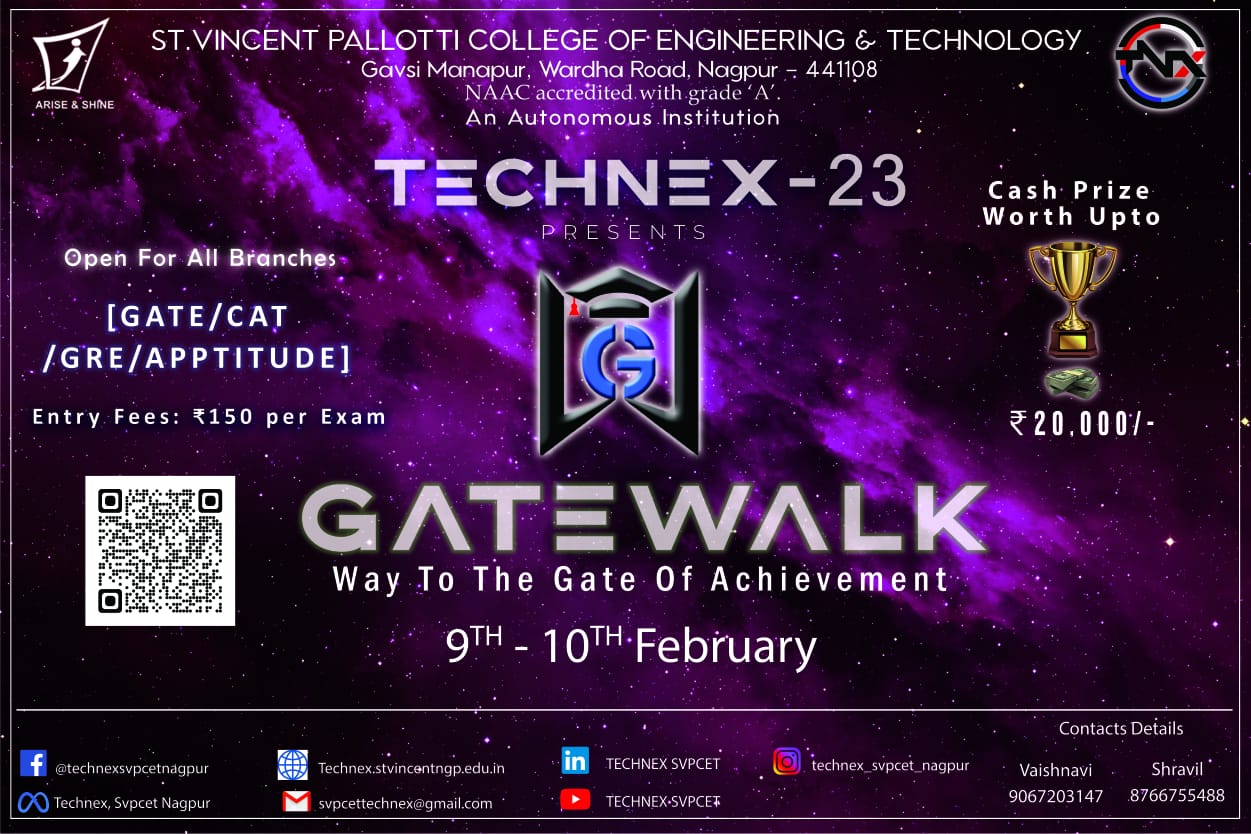 ST.VINCENT PALLOTTI COLLEGE OF ENGINEERING & TECHNOLOGY
Gavsi Manapur, Wardha Road, Nagpur – 441108
NAAC accredited with grade ‘A’.
An Autonomous Institution
ARISE & SHINE
TNX
TECHNEX-23
PRESENTS
Cash Prize
Worth Upto
₹20,000/-
Open For All Branches
[GATE/CAT
/GRE/APPTITUDE]
Entry Fees: ₹150 per Exam
G
GATEWALK
Way To The Gate Of Achievement
9TH - 10TH February
Contacts Details
@technexsvpcetnagpur
Technex.stvincentngp.edu.in
TECHNEX SVPCET
technex_svpcet_nagpur
Technex, Svpcet Nagpur
svpcettechnex@gmail.com
TECHNEX SVPCET
Vaishnavi
9067203147
Shravil
8766755488